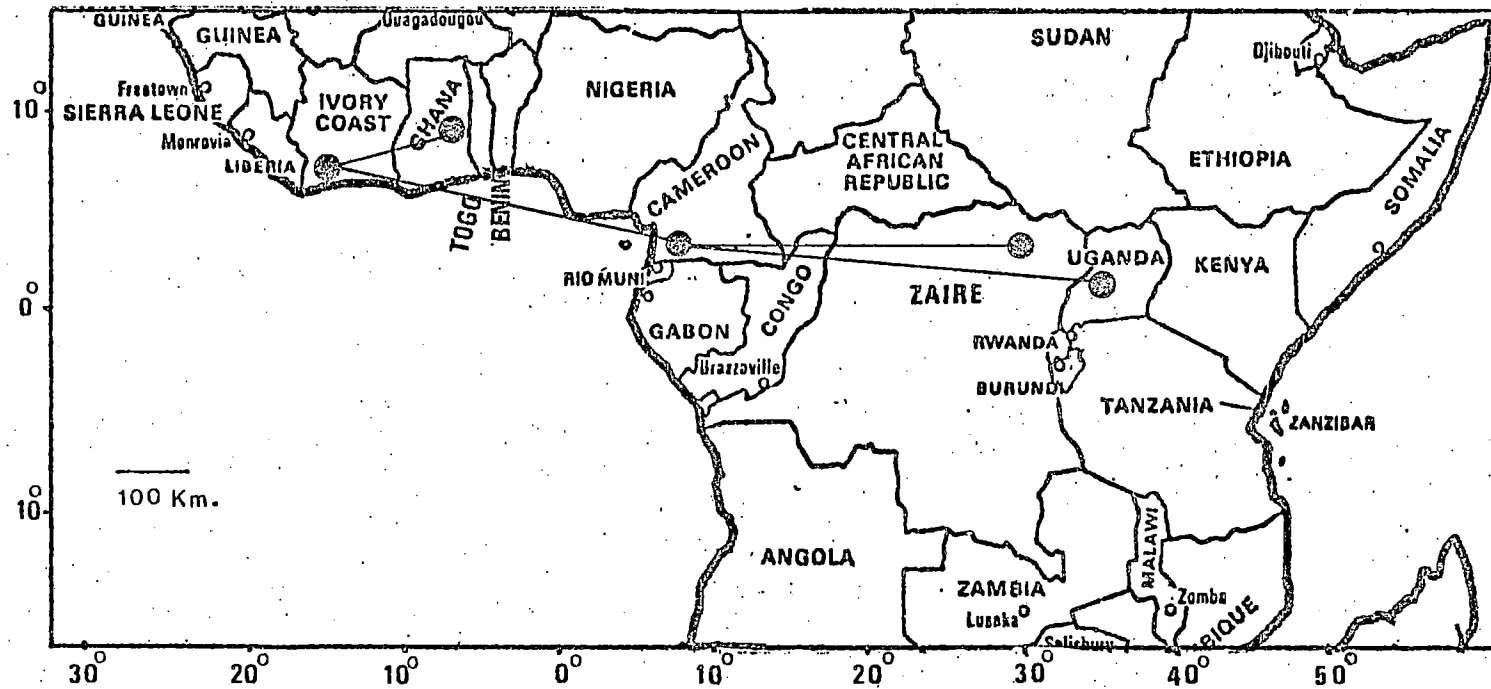 GUINEA
GUINEA
Ouagadougou
SUDAN
Djibouti
NIGERIA
Freetown
SIERRA LEONE
IVORY
COAST
GHANA
10°
Monrovia
LIBERIA
CENTRAL
AFRICAN
REPUBLIC
ETHIOPIA
SOMALIA
CAMEROON
TOGO
BENIN
UGANDA
KENYA
RIO MUNI
CONGO
ZAIRE
0°
GABON
RWANDA
Brazzaville
BURUNDI
TANZANIA
ZANZIBAR
100 Km.
10°
ANGOLA
MALAWI
ZAMBIA
Zomba
Lusaka
Salisbury
BIQUE
30° 20° 10° 0° 10° 20° 30° 40° 50°